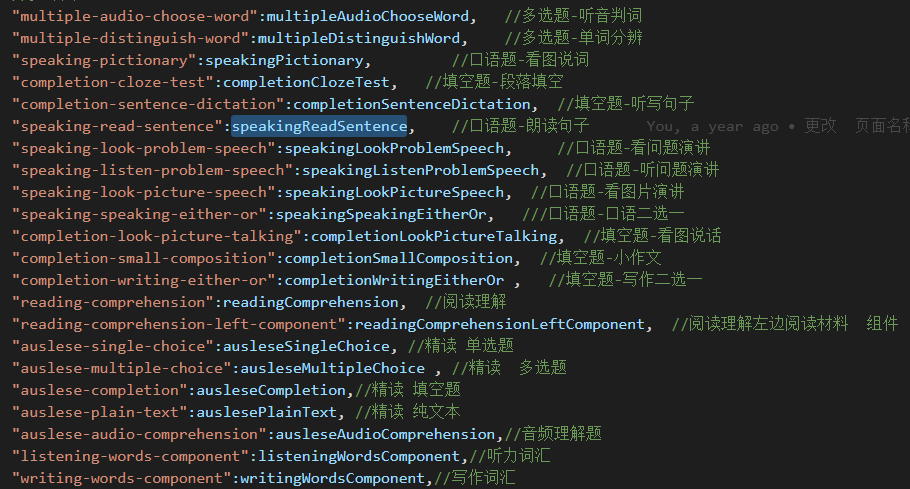 "multiple-audio-choose-word":multipleAudioChooseWord,    //多选题-听音判词
"multiple-distinguish-word":multipleDistinguishWord,    //多选题-单词分辨
"speaking-pictionary":speakingPictionary,         //口语题-看图说词
"completion-cloze-test":completionClozeTest,   //填空题-段落填空
"completion-sentence-dictation":completionSentenceDictation,  //填空题-听写句子
"speaking-read-sentence":speakingReadSentence,    //口语题-朗读句子      You, a year ago • 更改  页面名称
"speaking-look-problem-speech":speakingLookProblemSpeech,     //口语题-看问题演讲
"speaking-listen-problem-speech":speakingListenProblemSpeech,  //口语题-听问题演讲
"speaking-look-picture-speech":speakingLookPictureSpeech,  //口语题-看图片演讲
"speaking-speaking-either-or":speakingSpeakingEitherOr,   ///口语题-口语二选一
"completion-look-picture-talking":completionLookPictureTalking,  //填空题-看图说话
"completion-small-composition":completionSmallComposition,  //填空题-小作文
"completion-writing-either-or":completionWritingEitherOr ,   //填空题-写作二选一
"reading-comprehension":readingComprehension,  //阅读理解
"reading-comprehension-left-component":readingComprehensionLeftComponent,  //阅读理解左边阅读材料  组件
"auslese-single-choice":ausleseSingleChoice, //精读 单选题
"auslese-multiple-choice":ausleseMultipleChoice , //精读  多选题
"auslese-completion":ausleseCompletion,//精读 填空题
"auslese-plain-text":auslesePlainText, //精读 纯文本
"auslese-audio-comprehension":ausleseAudioComprehension,//音频理解题
"listening-words-component":listeningWordsComponent,//听力词汇
"writing-words-component":writingWordsComponent,//写作词汇